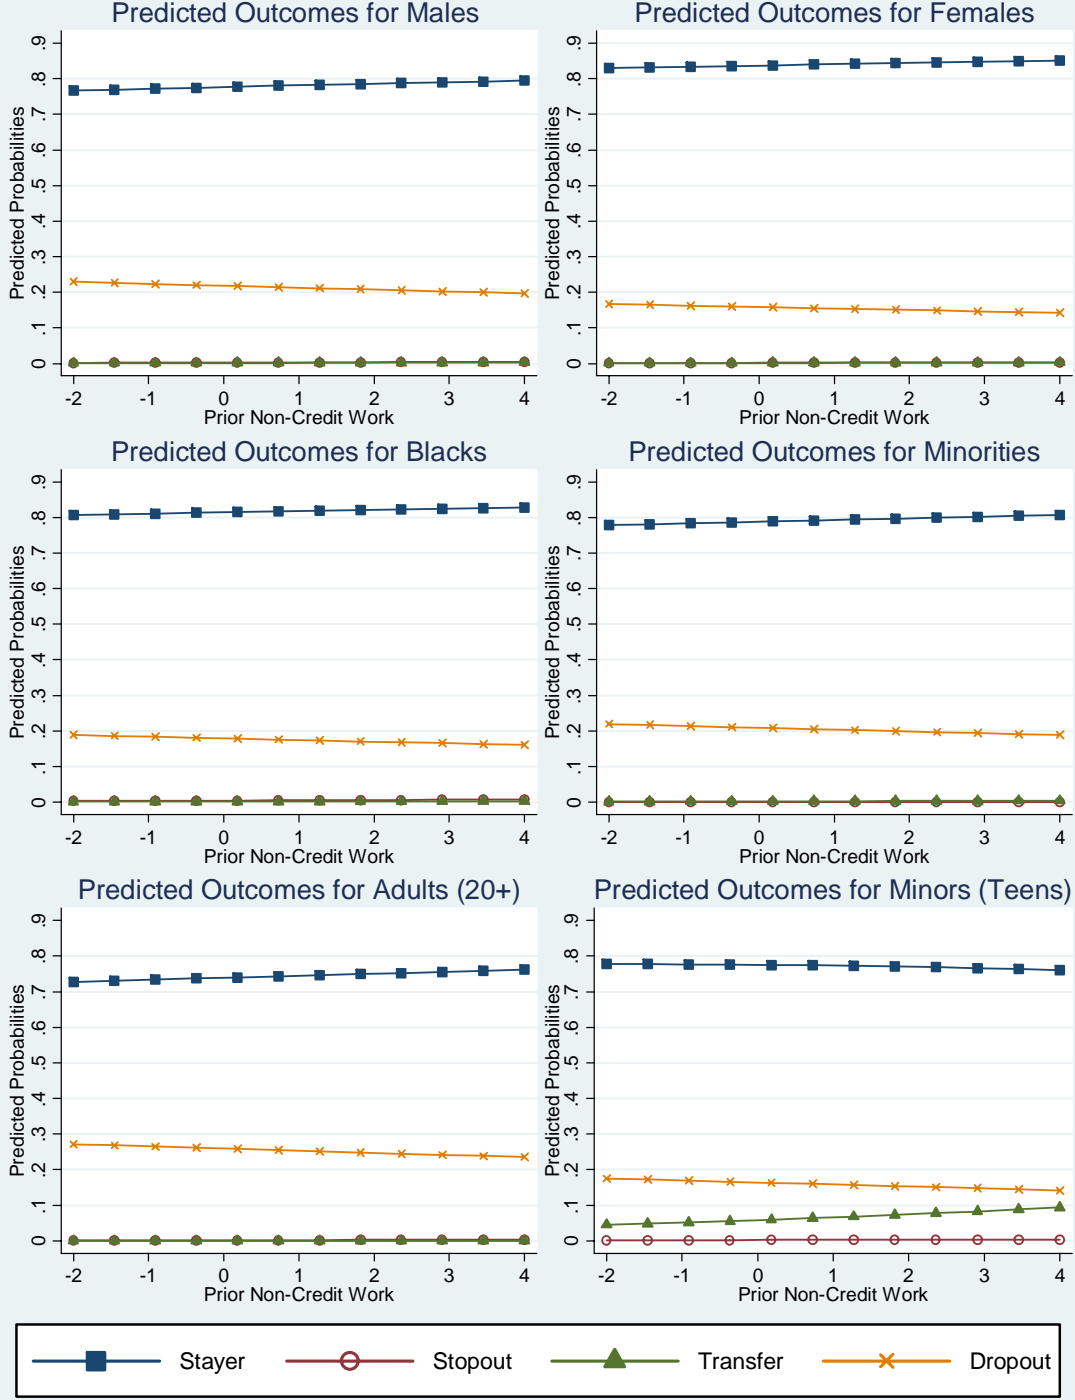 Predicted Outcomes for Males
Predicted Probabilities
.9
.8
.7
.6
.5
.4
.3
.2
.1
0
-2 -1 0 1 2 3 4
Prior Non-Credit Work
Predicted Outcomes for Females
Predicted Probabilities
.9
.8
.7
.6
.5
.4
.3
.2
.1
0
-2 -1 0 1 2 3 4
Prior Non-Credit Work
Predicted Outcomes for Blacks
Predicted Probabilities
.9
.8
.7
.6
.5
.4
.3
.2
.1
0
-2 -1 0 1 2 3 4
Prior Non-Credit Work
Predicted Outcomes for Minorities
Predicted Probabilities
.9
.8
.7
.6
.5
.4
.3
.2
.1
0
-2 -1 0 1 2 3 4
Prior Non-Credit Work
Predicted Outcomes for Adults (20+)
Predicted Probabilities
.9
.8
.7
.6
.5
.4
.3
.2
.1
0
-2 -1 0 1 2 3 4
Prior Non-Credit Work
Predicted Outcomes for Minors (Teens)
Predicted Probabilities
.9
.8
.7
.6
.5
.4
.3
.2
.1
0
-2 -1 0 1 2 3 4
Prior Non-Credit Work
Stayer Stopout Transfer Dropout